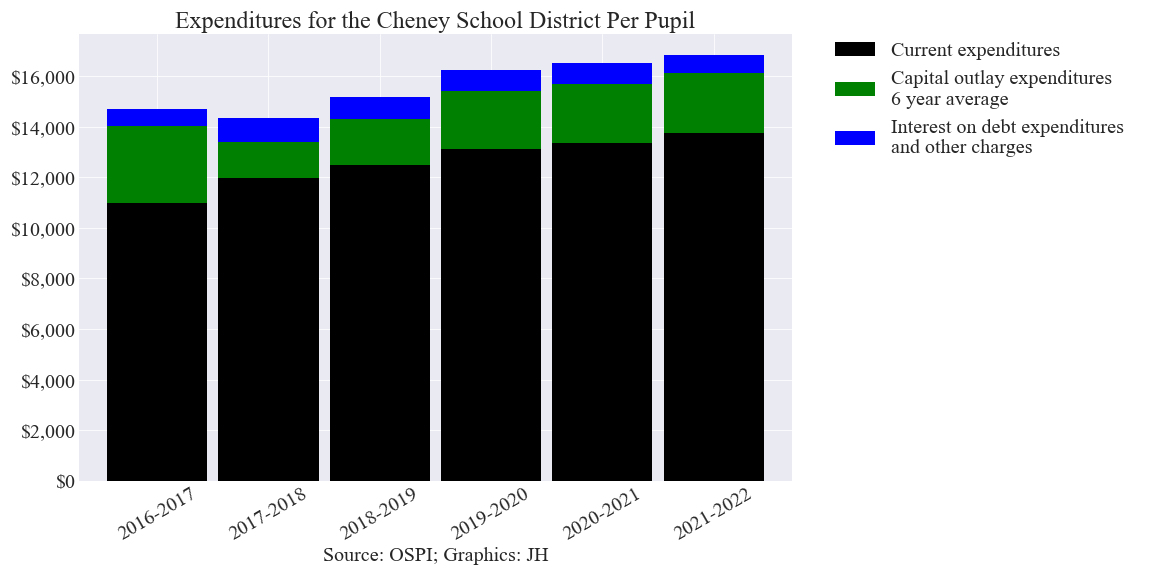 Expenditures for the Cheney School District Per Pupil
$16,000
$14,000
$12,000
$10,000
$8,000
$6,000
$4,000
$2,000
$0
2016-2017
2017-2018
2018-2019
2019-2020
2020-2021
2021-2022
Source: OSPI; Graphics: JH
Current expenditures
Capital outlay expenditures
6 year average
Interest on debt expenditures
and other charges